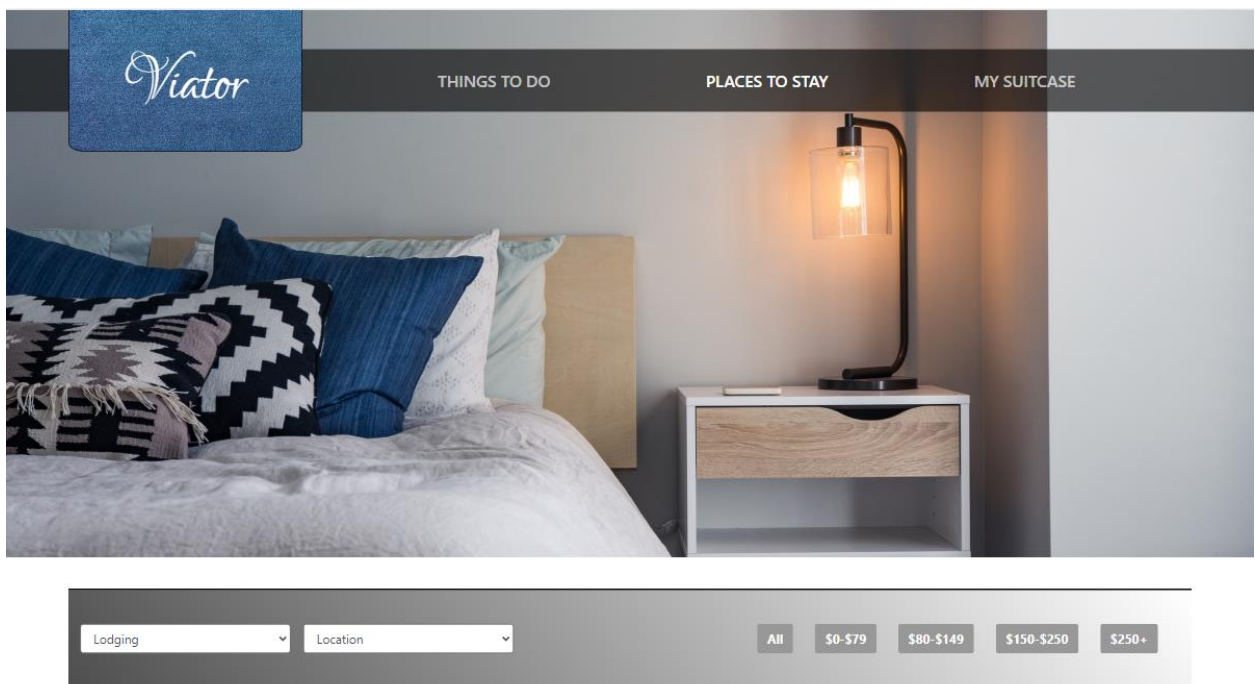 Viator
THINGS TO DO
PLACES TO STAY
MY SUITCASE
Lodging
Location
All
$0-$79
$80-$149
$150-$250
$250+